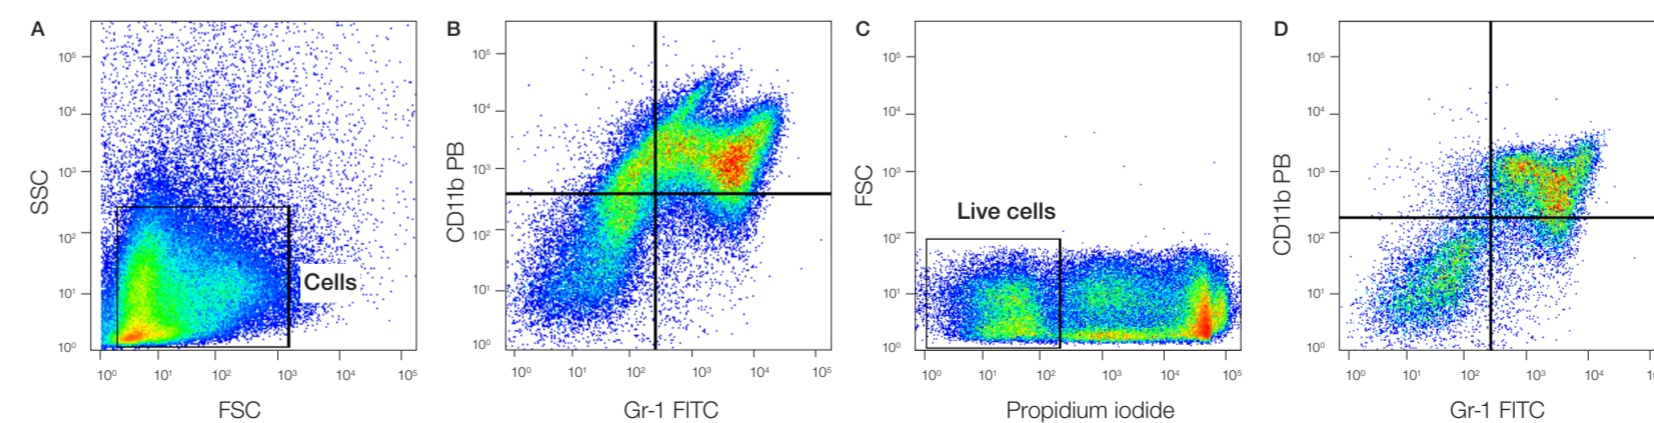 A
SSC
10⁵
10⁴
10³
10²
10¹
10⁰
Cells
10⁰ 10¹ 10² 10³ 10⁴ 10⁵
FSC
B
CD11b PB
10⁵
10⁴
10³
10²
10¹
10⁰
10⁰ 10¹ 10² 10³ 10⁴ 10⁵
Gr-1 FITC
C
FSC
10⁵
10⁴
10³
10²
10¹
10⁰
Live cells
10⁰ 10¹ 10² 10³ 10⁴ 10⁵
Propidium iodide
D
CD11b PB
10⁵
10⁴
10³
10²
10¹
10⁰
10⁰ 10¹ 10² 10³ 10⁴
Gr-1 FITC